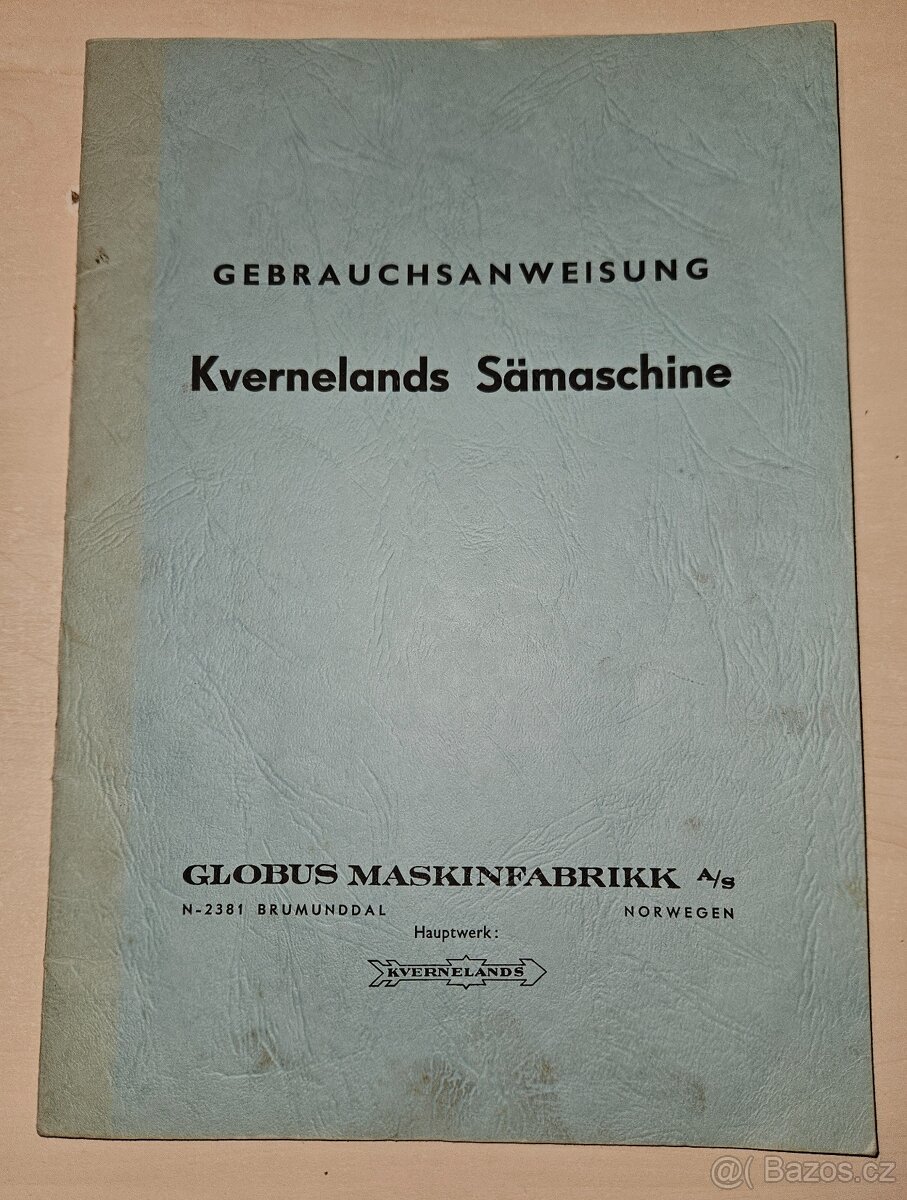 GEBRAUCHSANWEISUNG
Kvernelands Sämaschine
GLOBUS MASKINFABRIKK A/S
N-2381 BRUMUNDDAL NORWEGEN
Hauptwerk:
KVERNELANDS
@( Bazos.cz